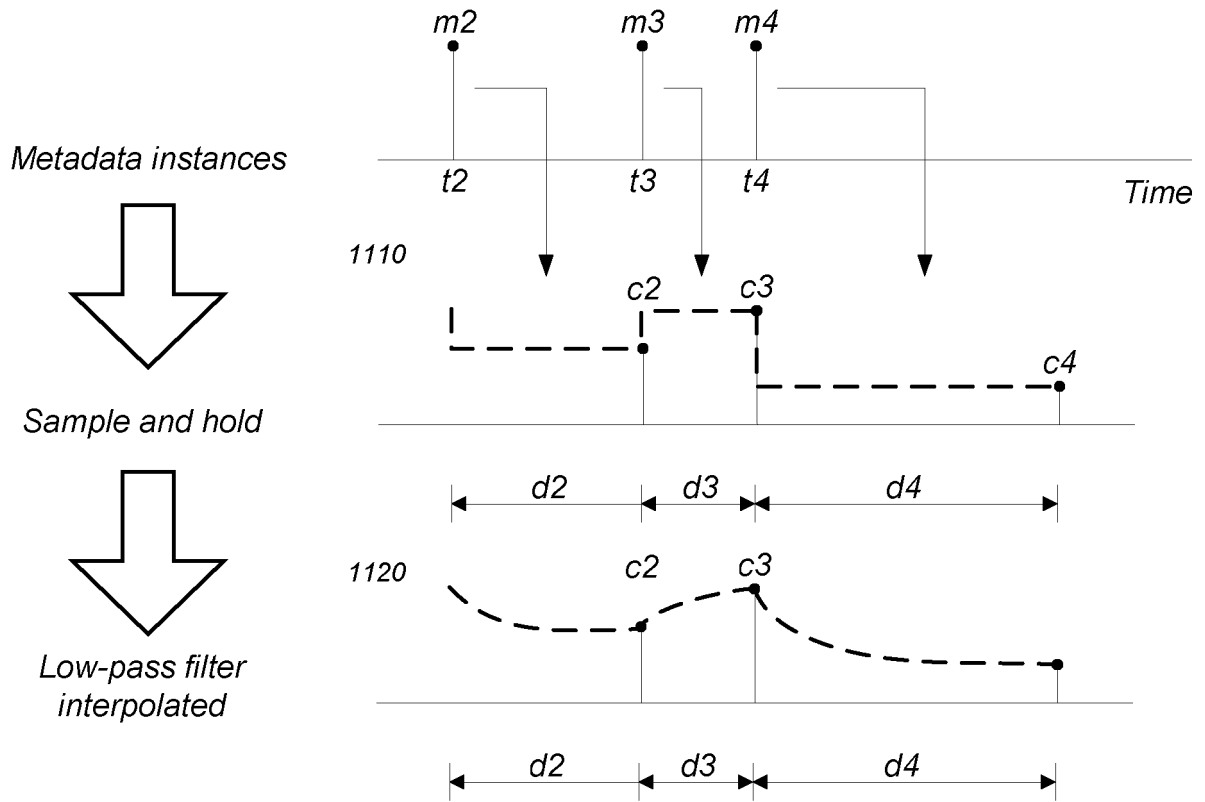 m2 m3 m4
Metadata instances
t2 t3 t4
Time
1110
c2 c3
c4
Sample and hold
d2 d3 d4
1120
c2 c3
Low-pass filter
interpolated
d2 d3 d4